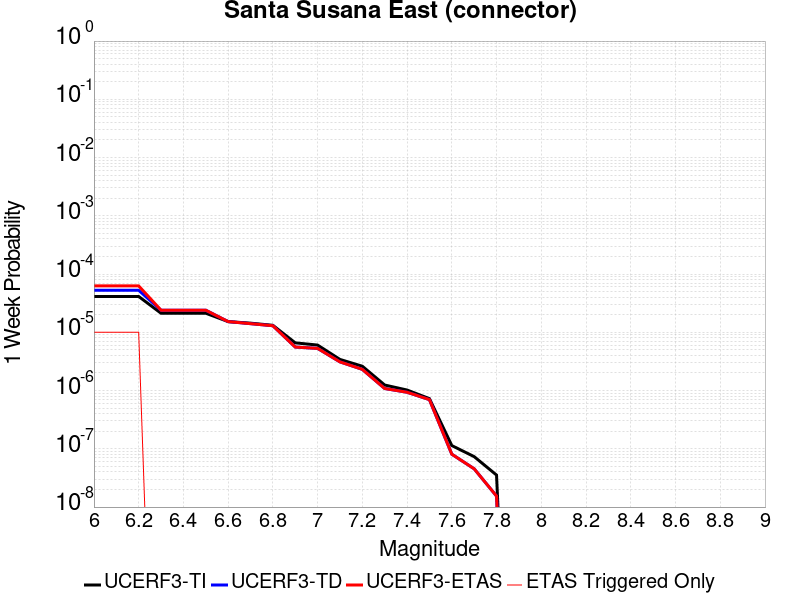 Santa Susana East (connector)
10^0
10^-1
10^-2
10^-3
10^-4
10^-5
10^-6
10^-7
10^-8
1 Week Probability
6 6.2 6.4 6.6 6.8 7 7.2 7.4 7.6 7.8 8 8.2 8.4 8.6 8.8 9
Magnitude
UCERF3-TI UCERF3-TD UCERF3-ETAS ETAS Triggered Only